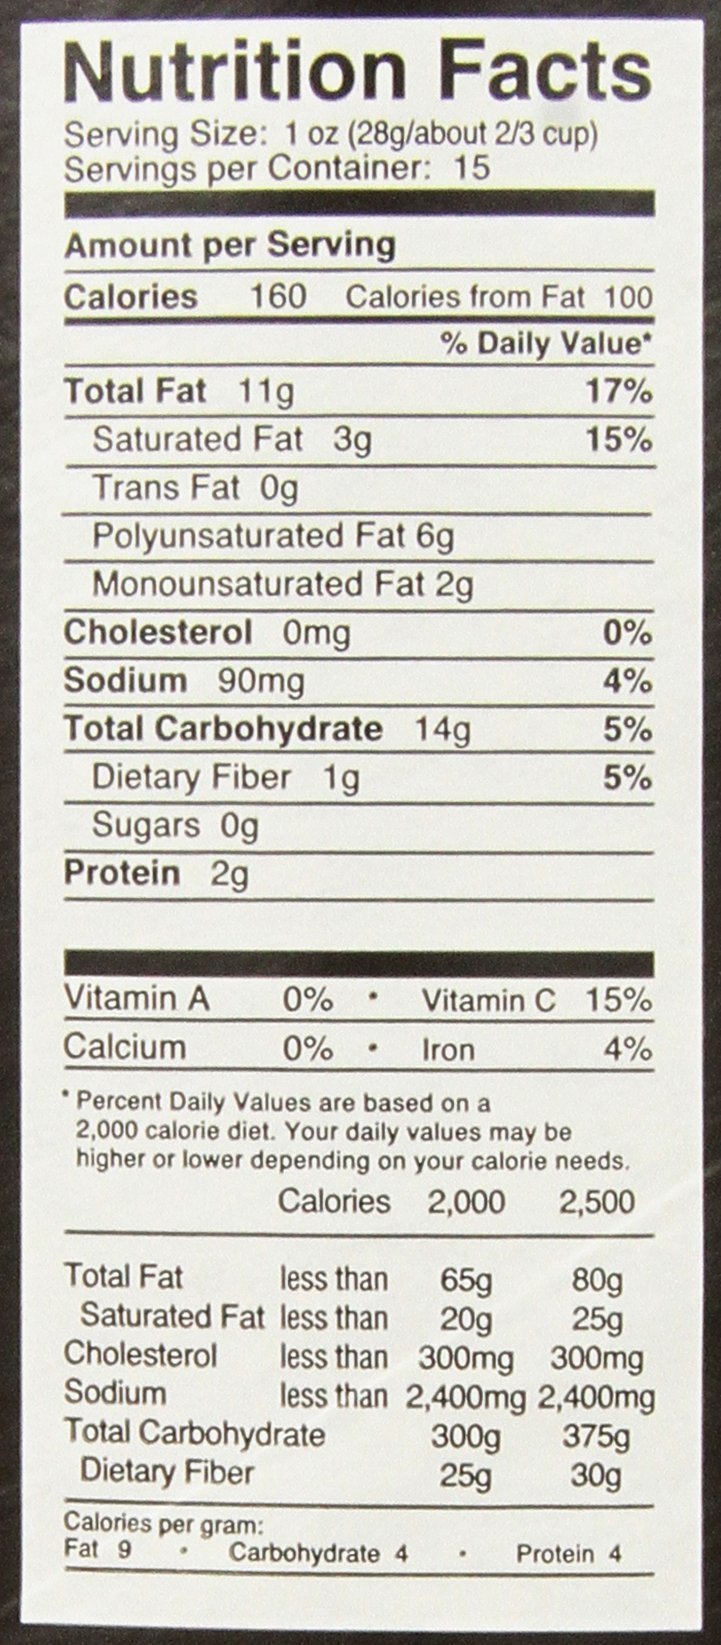 Nutrition Facts
Serving Size: 1 oz (28g/about 2/3 cup)
Servings per Container: 15
Amount per Serving
Calories 160 Calories from Fat 100
% Daily Value*
Total Fat 11g 17%
Saturated Fat 3g 15%
Trans Fat 0g
Polyunsaturated Fat 6g
Monounsaturated Fat 2g
Cholesterol 0mg 0%
Sodium 90mg 4%
Total Carbohydrate 14g 5%
Dietary Fiber 1g 5%
Sugars 0g
Protein 2g
Vitamin A 0% • Vitamin C 15%
Calcium 0% • Iron 4%
* Percent Daily Values are based on a
2,000 calorie diet. Your daily values may be
higher or lower depending on your calorie needs.
Calories 2,000 2,500
Total Fat less than 65g 80g
Saturated Fat less than 20g 25g
Cholesterol less than 300mg 300mg
Sodium less than 2,400mg 2,400mg
Total Carbohydrate 300g 375g
Dietary Fiber 25g 30g
Calories per gram:
Fat 9 • Carbohydrate 4 • Protein 4